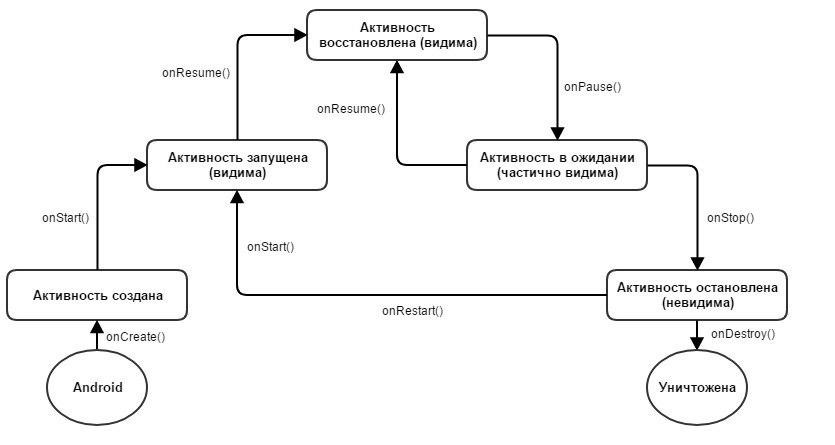 Активность
восстановлена (видима)
onResume()
onPause()
onResume()
Активность запущена
(видима)
Активность в ожидании
(частично видима)
onStart()
onStart()
onStop()
Активность создана
Активность остановлена
(невидима)
onRestart()
onCreate()
onDestroy()
Android
Уничтожена